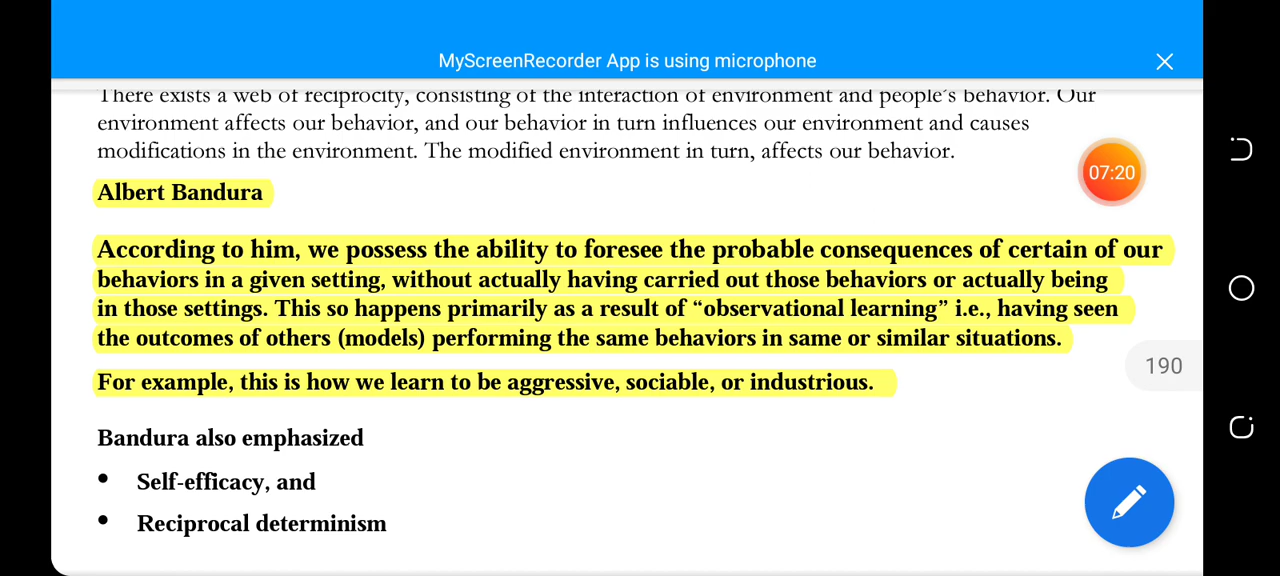 MyScreenRecorder App is using microphone
There exists a web of reciprocity, consisting of the interaction of environment and people's behavior. Our
environment affects our behavior, and our behavior in turn influences our environment and causes
modifications in the environment. The modified environment in turn, affects our behavior.
07:20
Albert Bandura
According to him, we possess the ability to foresee the probable consequences of certain of our
behaviors in a given setting, without actually having carried out those behaviors or actually being
in those settings. This so happens primarily as a result of “observational learning” i.e., having seen
the outcomes of others (models) performing the same behaviors in same or similar situations.
190
For example, this is how we learn to be aggressive, sociable, or industrious.
Bandura also emphasized
• Self-efficacy, and
• Reciprocal determinism